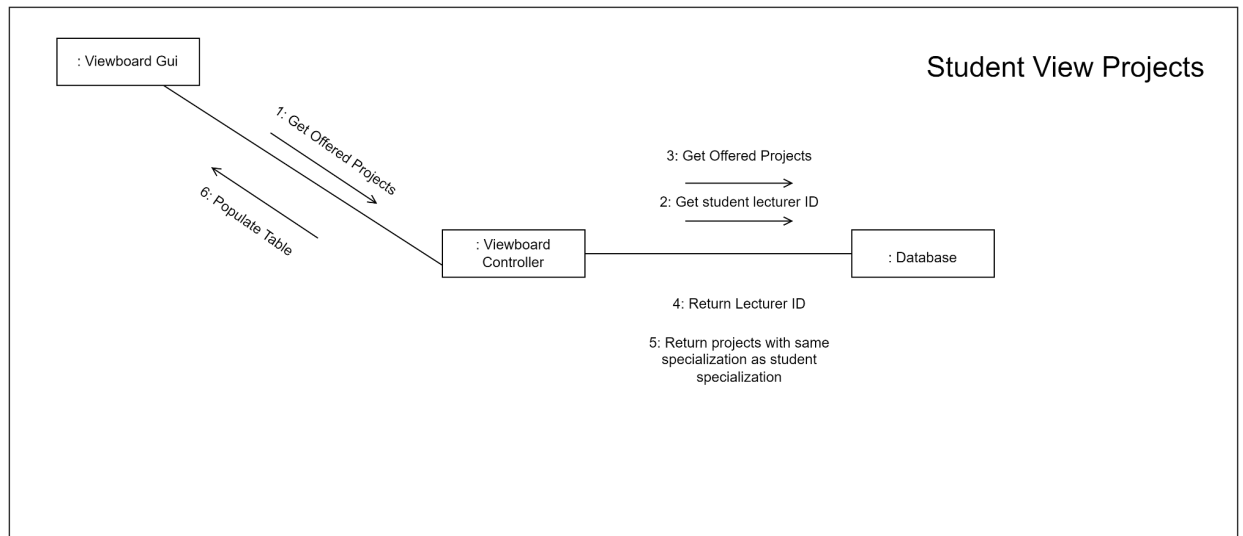 : Viewboard Gui
Student View Projects
1: Get Offered Projects
6: Populate Table
3: Get Offered Projects
2: Get student lecturer ID
: Viewboard
Controller
: Database
4: Return Lecturer ID
5: Return projects with same
specialization as student
specialization